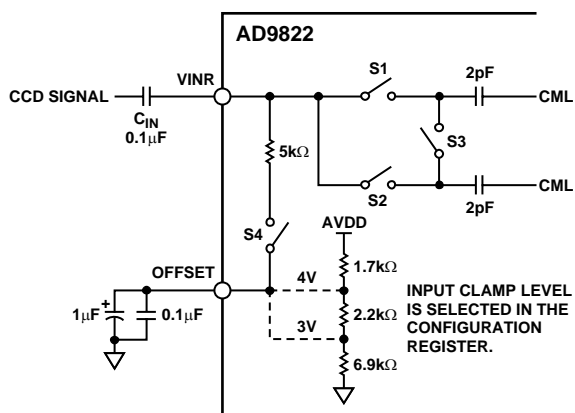 AD9822
S1
2pF
VINR
CCD SIGNAL
CML
CIN
0.1µF
S3
5kΩ
S2
CML
2pF
AVDD
S4
1.7kΩ
OFFSET
4V
INPUT CLAMP LEVEL
IS SELECTED IN THE
CONFIGURATION
REGISTER.
+
1µF
0.1µF
2.2kΩ
3V
6.9kΩ